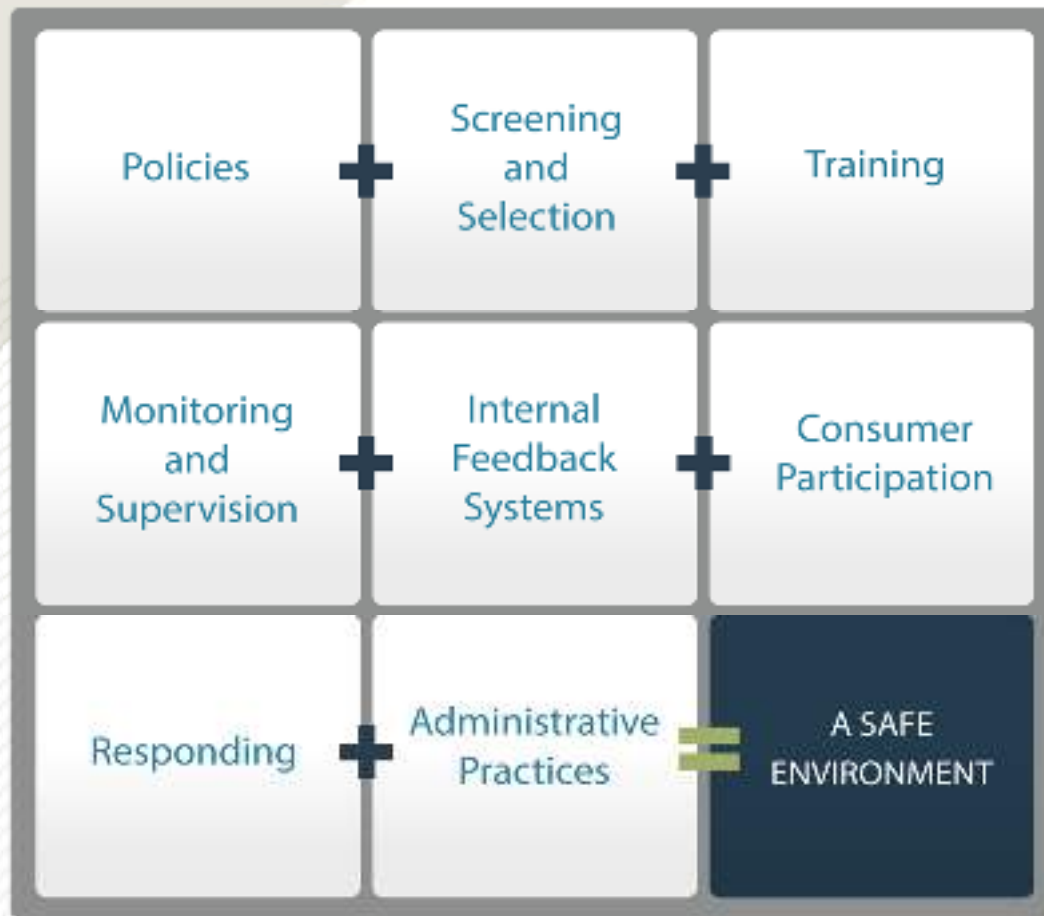 Policies
Screening
and
Selection
Training
Monitoring
and
Supervision
Internal
Feedback
Systems
Consumer
Participation
Responding
Administrative
Practices
A SAFE
ENVIRONMENT